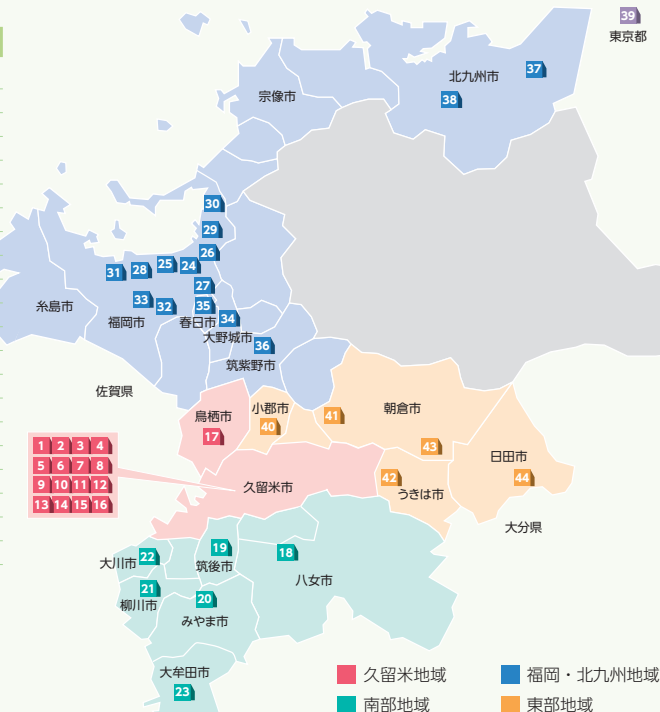 39
東京都
北九州市
37
38
宗像市
30
29
26
25
24
28
31
27
33
32
35
34
糸島市
福岡市
春日市
大野城市
36
筑紫野市
佐賀県
鳥栖市
17
小郡市
40
41
朝倉市
43
1 2 3 4
5 6 7 8
9 10 11 12
13 14 15 16
久留米市
42
うきは市
日田市
44
大分県
大川市
22
19
筑後市
18
八女市
21
柳川市
20
みやま市
大牟田市
23
久留米地域
福岡・北九州地域
南部地域
東部地域